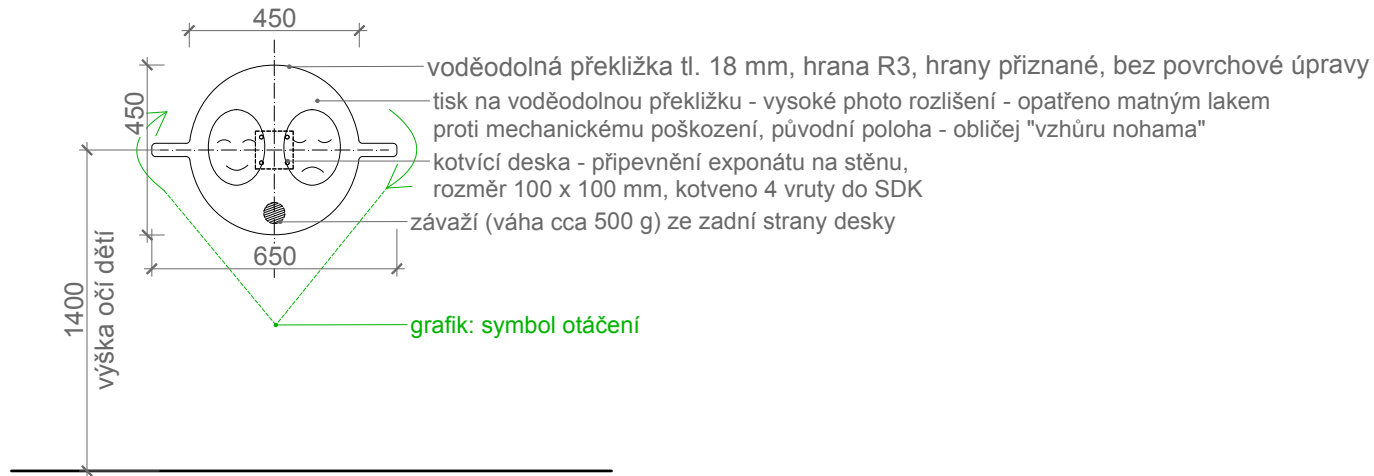 450
voděodolná překližka tl. 18 mm, hrana R3, hrany přiznané, bez povrchové úpravy
450
tisk na voděodolnou překližku - vysoké photo rozlišení - opatřeno matným lakem
proti mechanickému poškození, původní poloha - obličej "vzhůru nohama"
kotvící deska - připevnění exponátu na stěnu,
rozměr 100 x 100 mm, kotveno 4 vruty do SDK
závaží (váha cca 500 g) ze zadní strany desky
650
1400
výška očí dětí
grafik: symbol otáčení